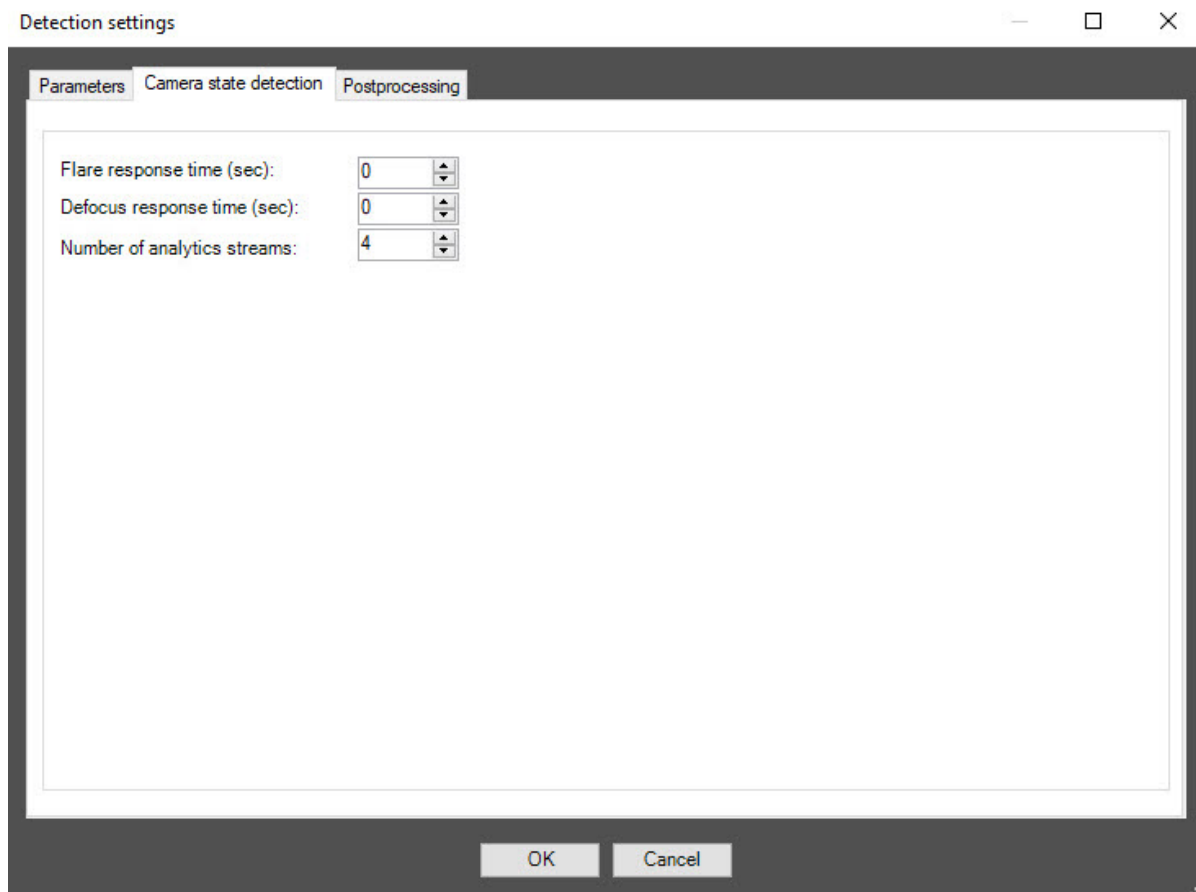 Detection settings
Parameters Camera state detection Postprocessing
Flare response time (sec): 0
Defocus response time (sec): 0
Number of analytics streams: 4
OK Cancel